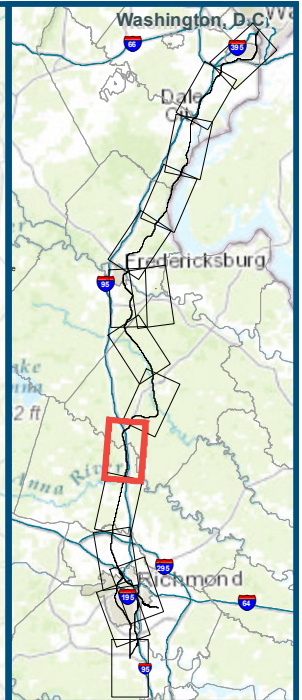 Washington, D.C.
395
66
Dale
City
Fredericksburg
95
2 ft
Anna River
295
Richmond
195
64
95